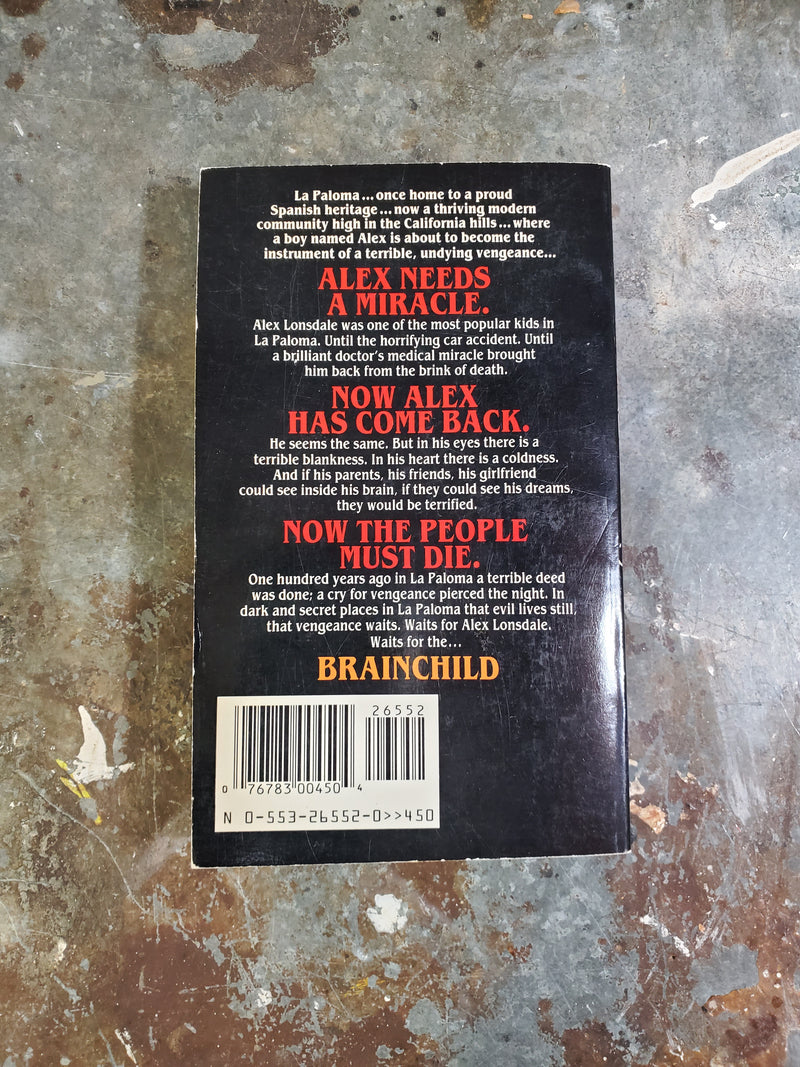 La Paloma...once home to a proud
Spanish heritage...now a thriving modern
community high in the California hills...where
a boy named Alex is about to become the
instrument of a terrible, undying vengeance...
ALEX NEEDS
A MIRACLE.
Alex Lonsdale was one of the most popular kids in
La Paloma. Until the horrifying car accident. Until
a brilliant doctor's medical miracle brought
him back from the brink of death.
NOW ALEX
HAS COME BACK.
He seems the same. But in his eyes there is a
terrible blankness. In his heart there is a coldness.
And if his parents, his friends, his girlfriend
could see inside his brain, if they could see his dreams,
they would be terrified.
NOW THE PEOPLE
MUST DIE.
One hundred years ago in La Paloma a terrible deed
was done; a cry for vengeance pierced the night. In
dark and secret places in La Paloma that evil lives still,
that vengeance waits. Waits for Alex Lonsdale.
Waits for the...
BRAINCHILD
26552
0 76783 00450 4
N 0-553-26552-0>>450